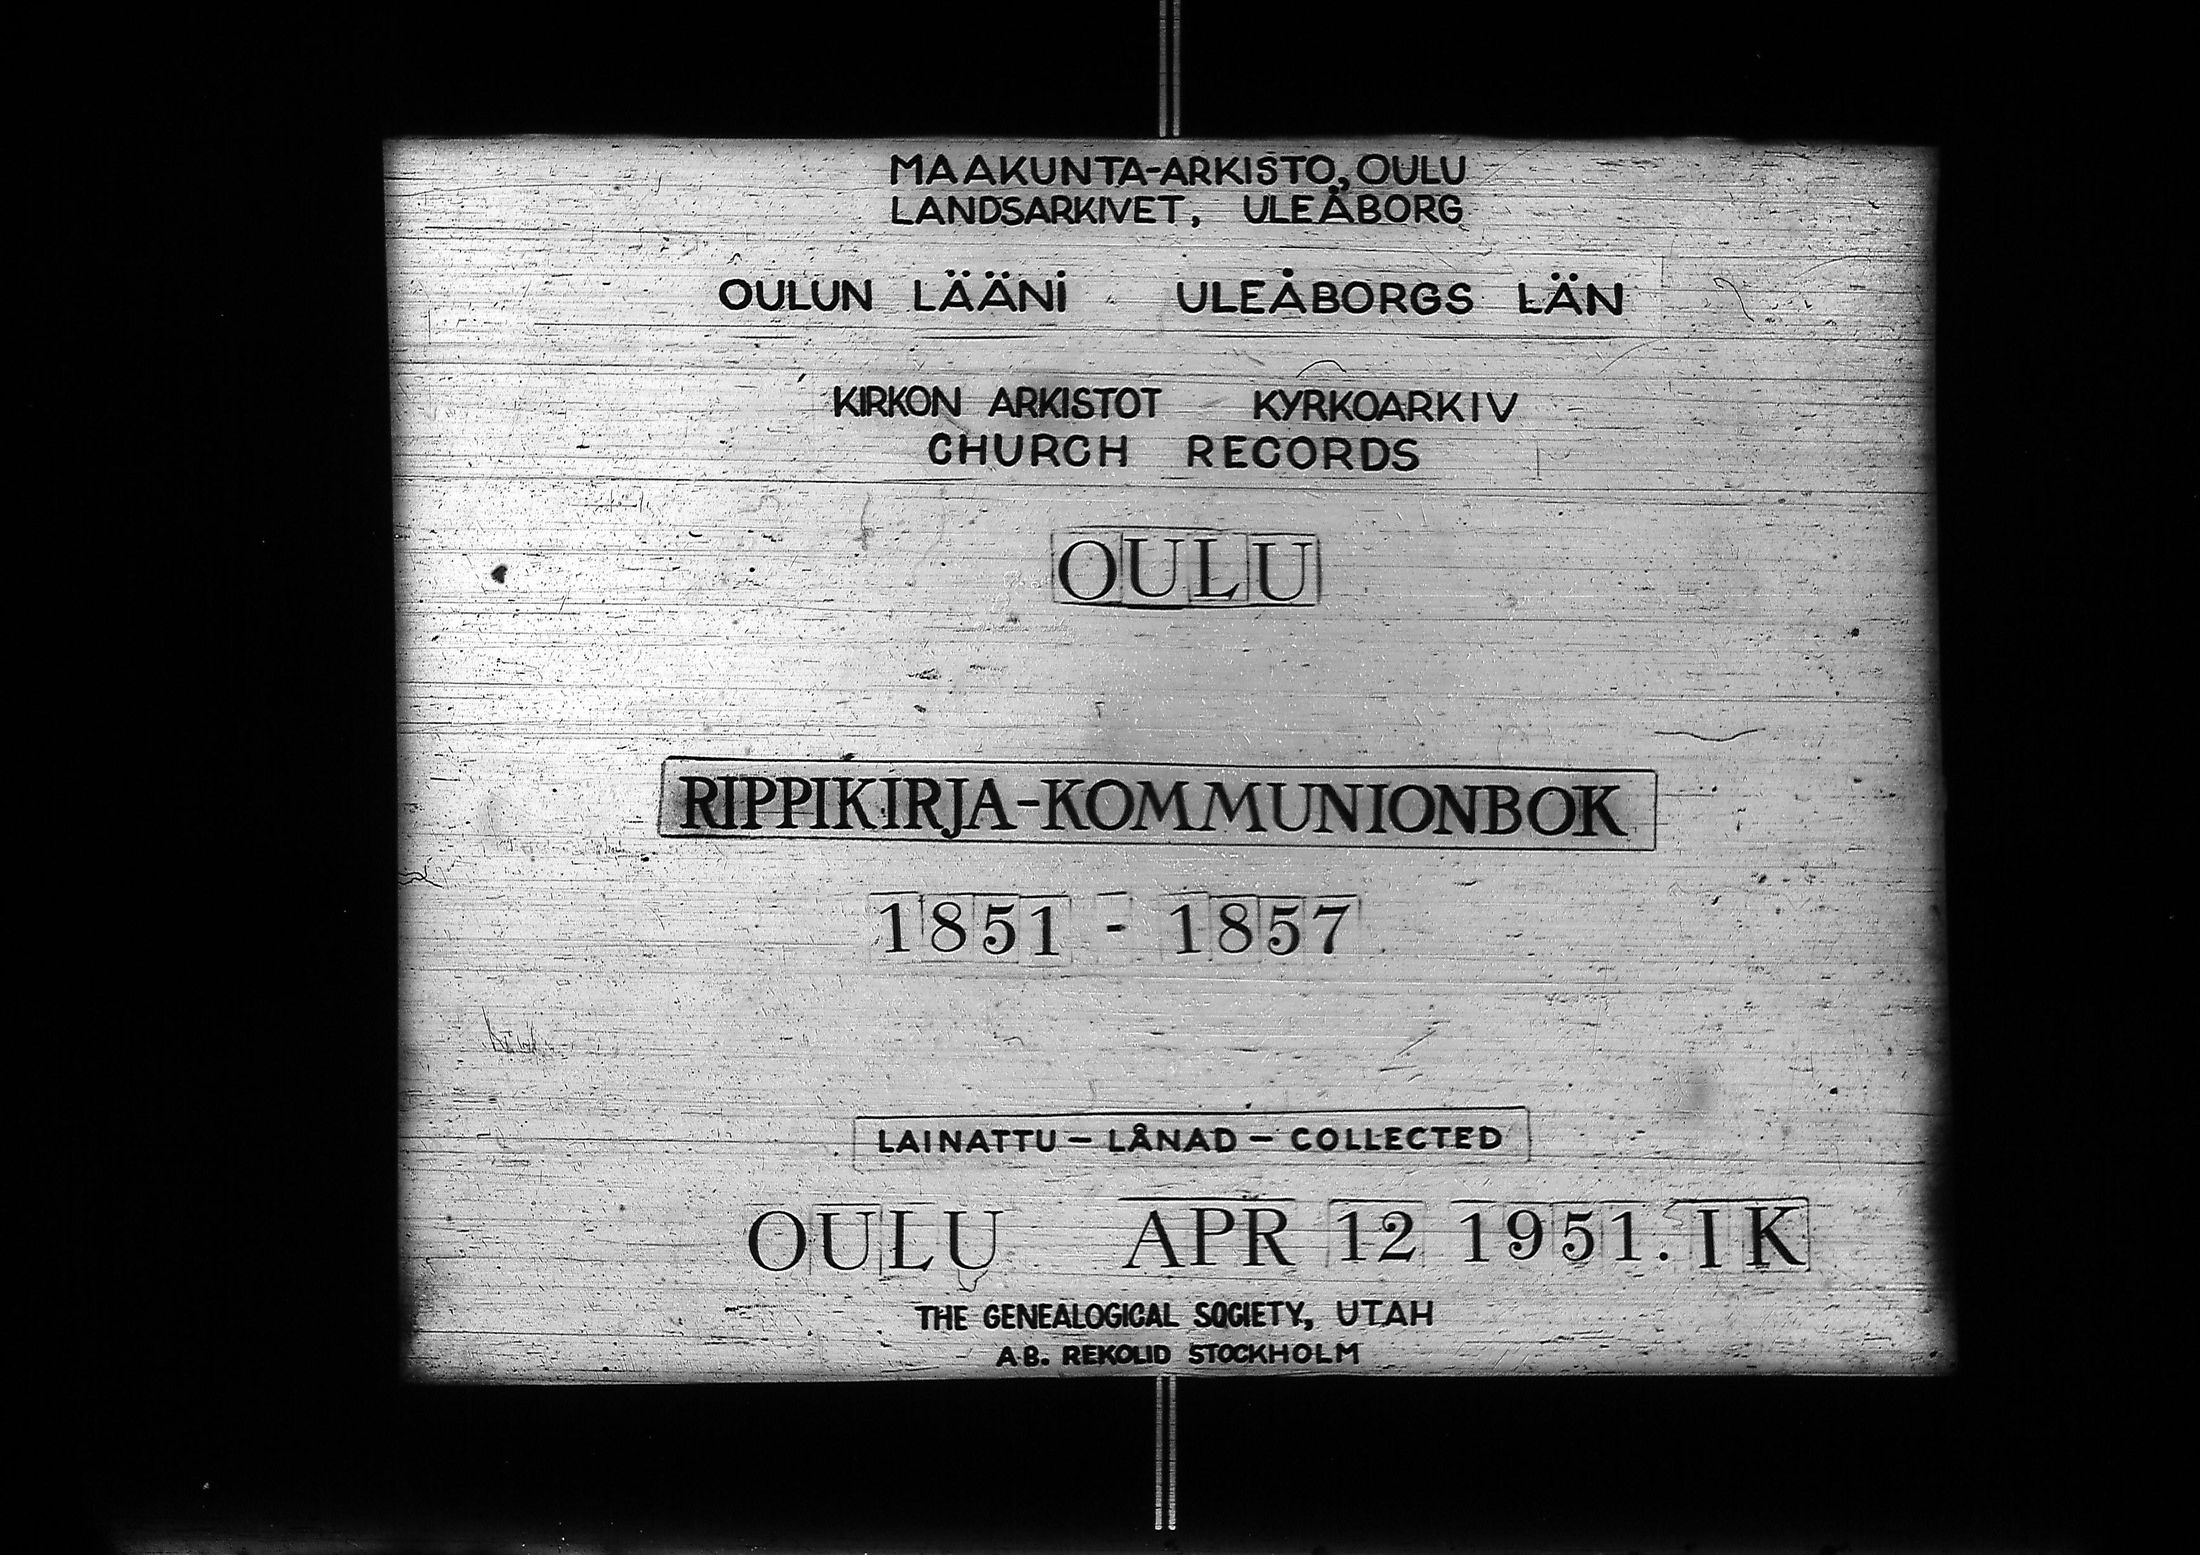 MAAKUNTA-ARKISTO, OULU
LANDSARKIVET, ULEÅBORG
OULUN LÄÄNI ULEÅBORGS LÄN
KIRKON ARKISTOT KYRKOARKIV
CHURCH RECORDS
OULU
RIPPIKIRJA-KOMMUNIONBOK
1851 - 1857
LAINATTU – LÅNAD – COLLECTED
OULU APR 12 1951. I K
THE GENEALOGICAL SOCIETY, UTAH
A.B. REKOLID STOCKHOLM